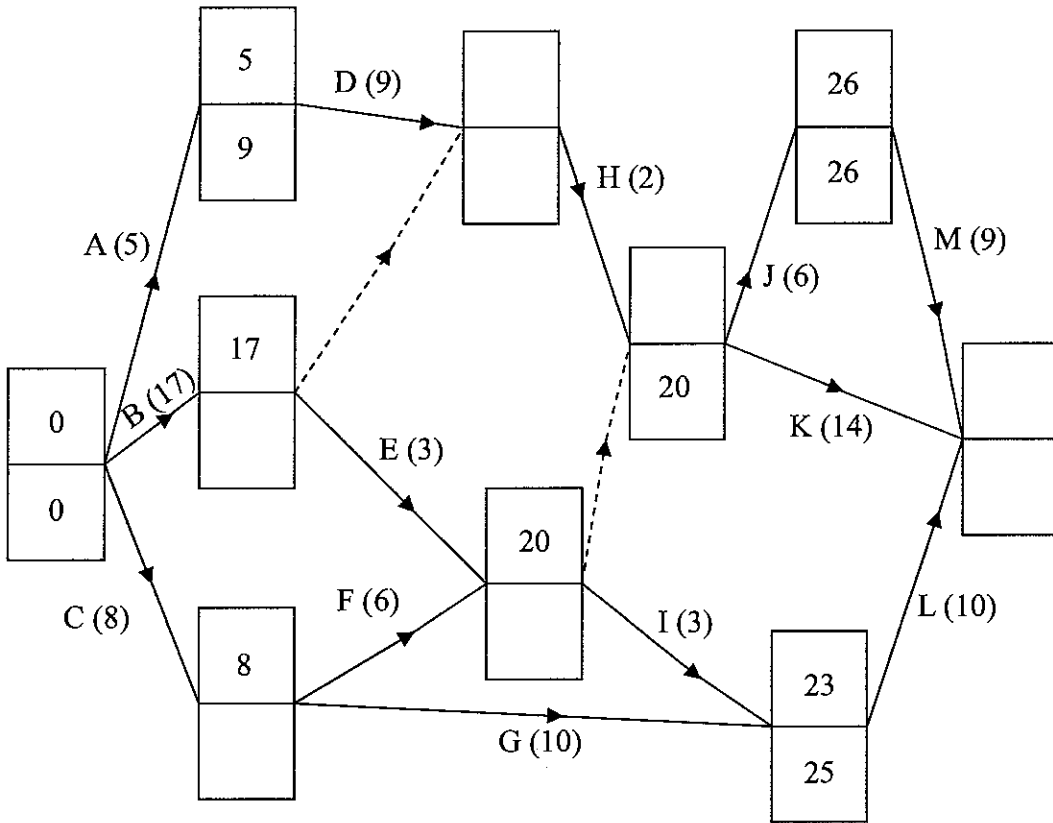 5
9
D (9)
26
26
H (2)
A (5)
J (6)
M (9)
17
20
0
0
B (17)
E (3)
K (14)
20
C (8)
F (6)
I (3)
L (10)
8
23
25
G (10)